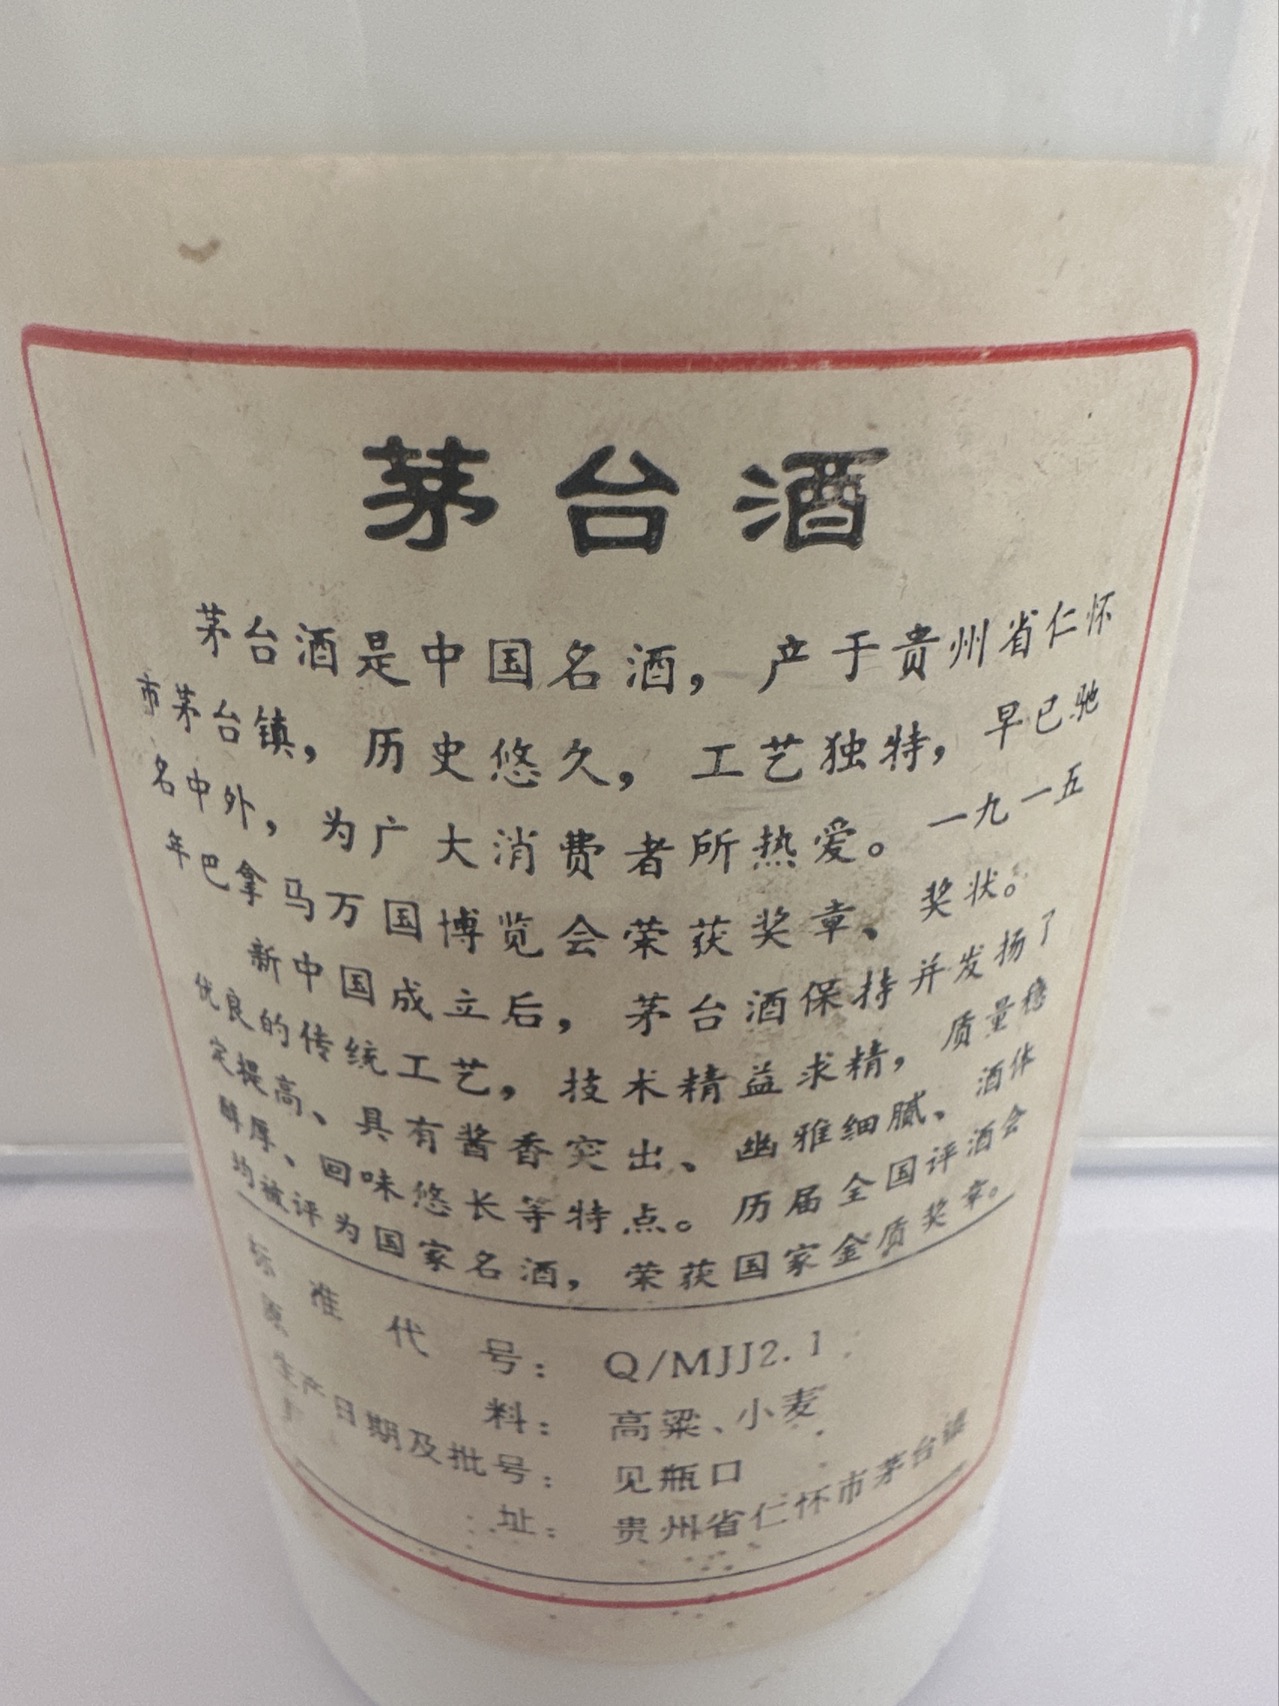 茅台酒
茅台酒是中国名酒，产于贵州省仁怀
市茅台镇，历史悠久，工艺独特，早已驰
名中外，为广大消费者所热爱。一九一五
年巴拿马万国博览会荣获奖章、奖状。
新中国成立后，茅台酒保持并发扬了
优良的传统工艺，技术精益求精，质量稳
定提高、具有酱香突出、幽雅细腻、酒体
醇厚、回味悠长等特点。历届全国评酒会
均被评为国家名酒，荣获国家金质奖章。
标准代号：Q/MJJ2.1
原料：高粱、小麦
生产日期及批号：见瓶口
址：贵州省仁怀市茅台镇